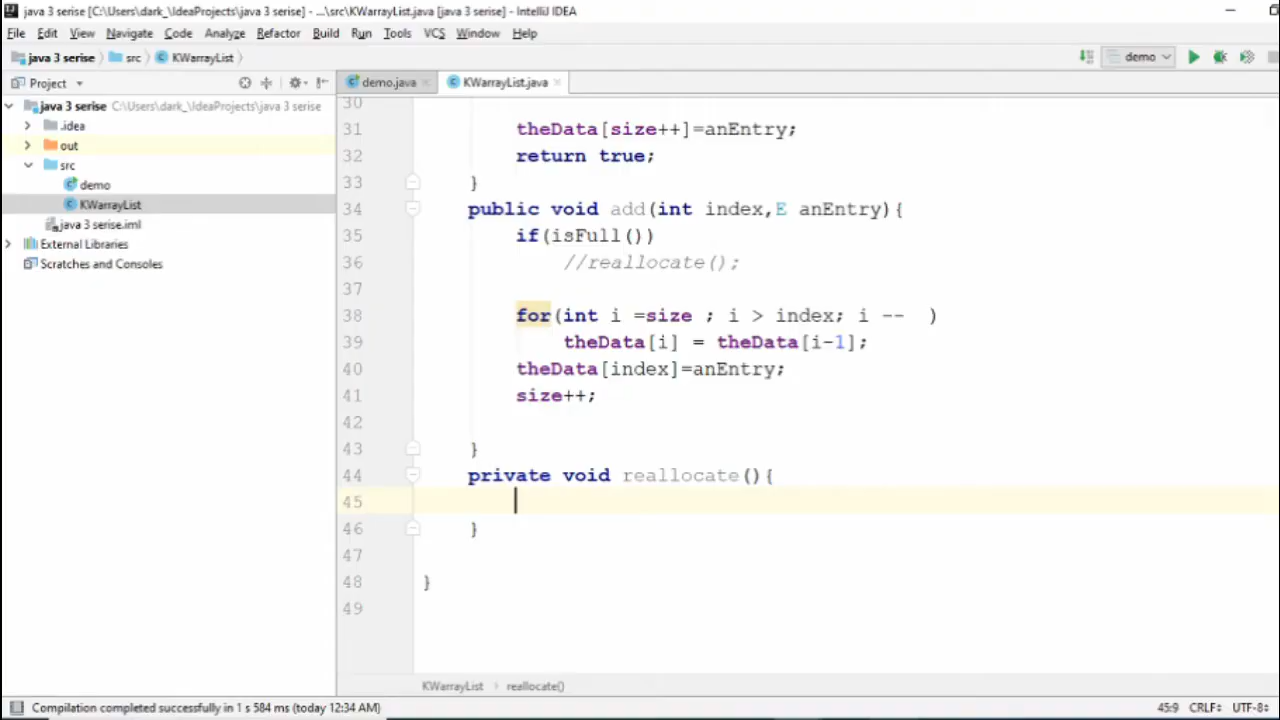 java 3 serise [C:\Users\dark_\IdeaProjects\java 3 serise] - ...\src\KWarrayList.java [java 3 serise] - IntelliJ IDEA
File Edit View Navigate Code Analyze Refactor Build Run Tools VCS Window Help
java 3 serise src KWarrayList demo
Project demo.java KWarrayList.java
java 3 serise C:\Users\dark_\IdeaProjects\java 3 serise
.idea
out
src
demo
KWarrayList
java 3 serise.iml
External Libraries
Scratches and Consoles
30
31 theData[size++]=anEntry;
32 return true;
33 }
34 public void add(int index,E anEntry){
35 if(isFull())
36 //reallocate();
37
38 for(int i =size ; i > index; i -- )
39 theData[i] = theData[i-1];
40 theData[index]=anEntry;
41 size++;
42
43 }
44 private void reallocate(){
45
46 }
47
48 }
49
KWarrayList › reallocate()
Compilation completed successfully in 1 s 584 ms (today 12:34 AM) 45:9 CRLF UTF-8